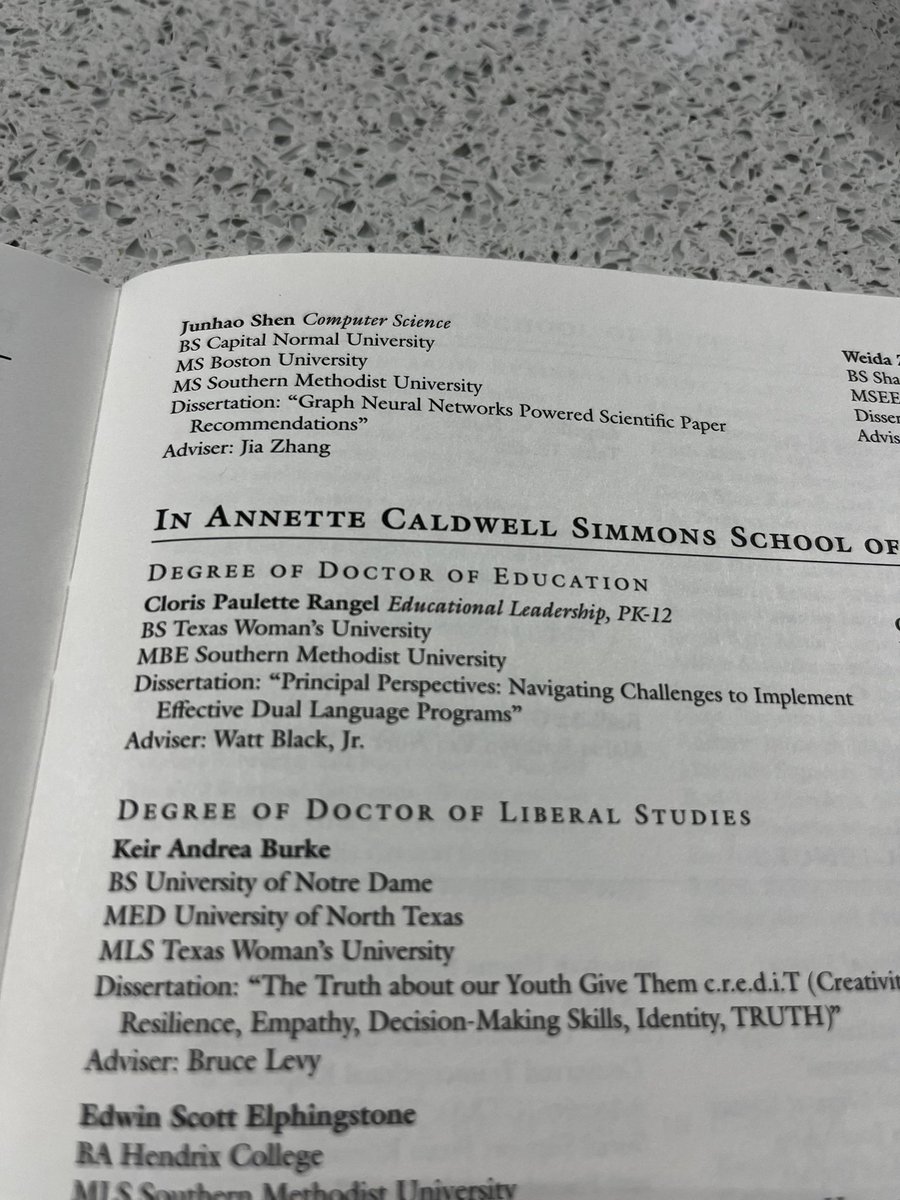 Junhao Shen Computer Science
BS Capital Normal University
MS Boston University
MS Southern Methodist University
Dissertation: “Graph Neural Networks Powered Scientific Paper
Recommendations”
Adviser: Jia Zhang
Weida
BS Sha
MSEE
Disser
Advis
In Annette Caldwell Simmons School of
Degree of Doctor of Education
Cloris Paulette Rangel Educational Leadership, PK-12
BS Texas Woman’s University
MBE Southern Methodist University
Dissertation: “Principal Perspectives: Navigating Challenges to Implement
Effective Dual Language Programs”
Adviser: Watt Black, Jr.
Degree of Doctor of Liberal Studies
Keir Andrea Burke
BS University of Notre Dame
MED University of North Texas
MLS Texas Woman’s University
Dissertation: “The Truth about our Youth Give Them c.r.e.d.i.T (Creativit
Resilience, Empathy, Decision-Making Skills, Identity, TRUTH)”
Adviser: Bruce Levy
Edwin Scott Elphingstone
BA Hendrix College
MLS Southern Methodist University